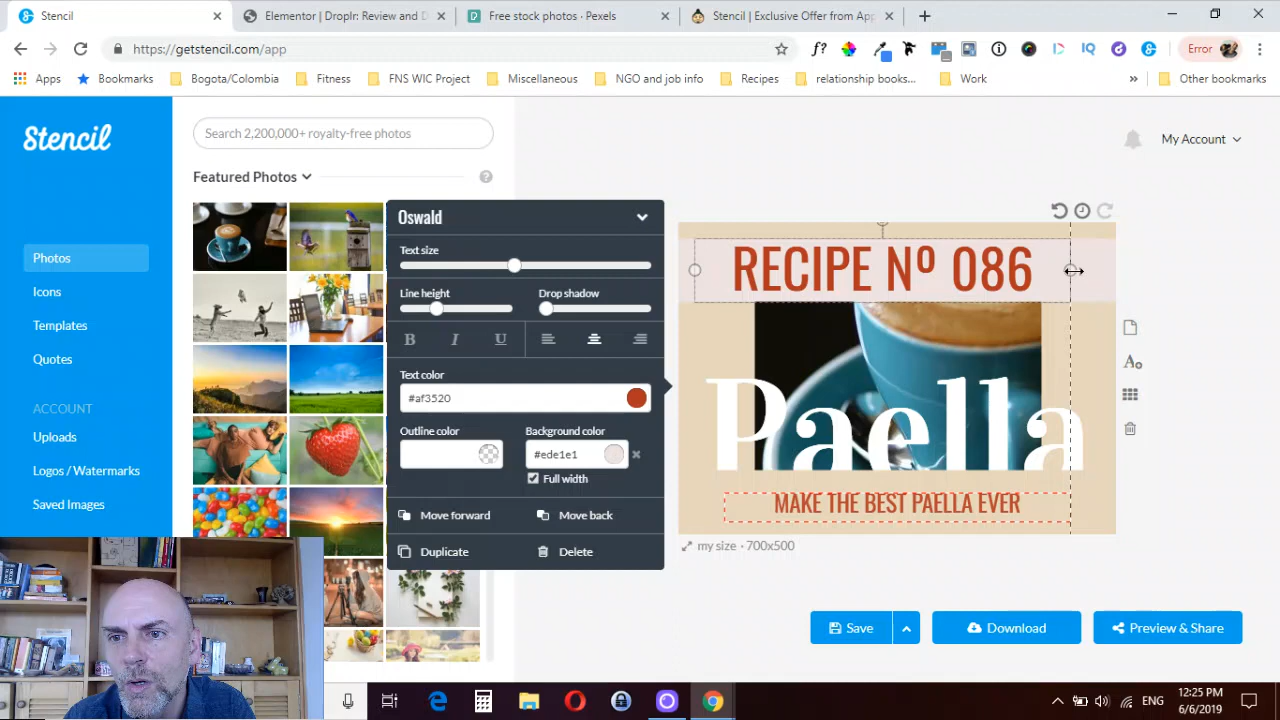 Stencil
Elementor | Droplr: Review and D
Free stock photos · Pexels
Stencil | Exclusive Offer from App
https://getstencil.com/app
f?
IQ
Error
Apps
Bookmarks
Bogota/Colombia
Fitness
FNS WIC Project
Miscellaneous
NGO and job info
Recipes
relationship books...
Work
»
Other bookmarks
Stencil
Photos
Icons
Templates
Quotes
ACCOUNT
Uploads
Logos / Watermarks
Saved Images
Search 2,200,000+ royalty-free photos
Featured Photos
?
My Account
Oswald
Text size
Line height
Drop shadow
B I U
Text color
#af3520
Outline color
Background color
#ede1e1
Full width
Move forward
Move back
Duplicate
Delete
RECIPE Nº 086
Paella
MAKE THE BEST PAELLA EVER
my size · 700x500
Save
Download
Preview & Share
ENG
12:25 PM
6/6/2019